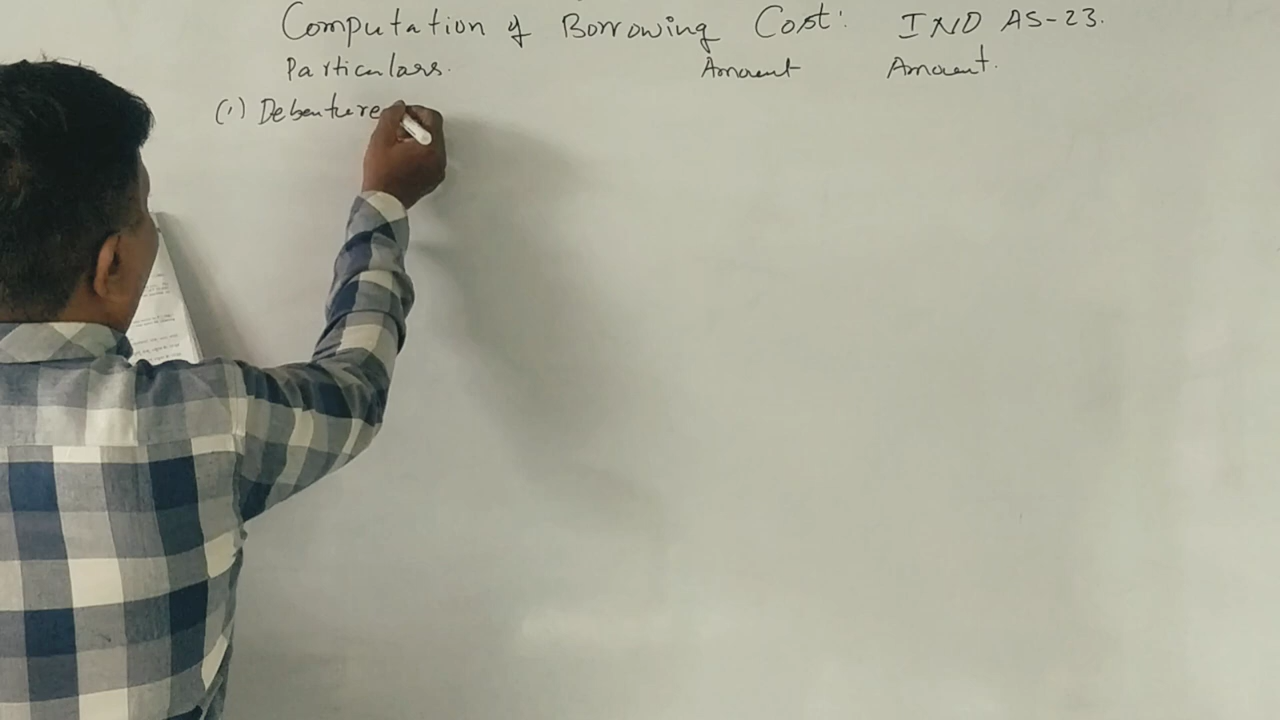 Computation of Borrowing Cost: IND AS-23.
Particulars. Amount Amount.
(1) Debenture